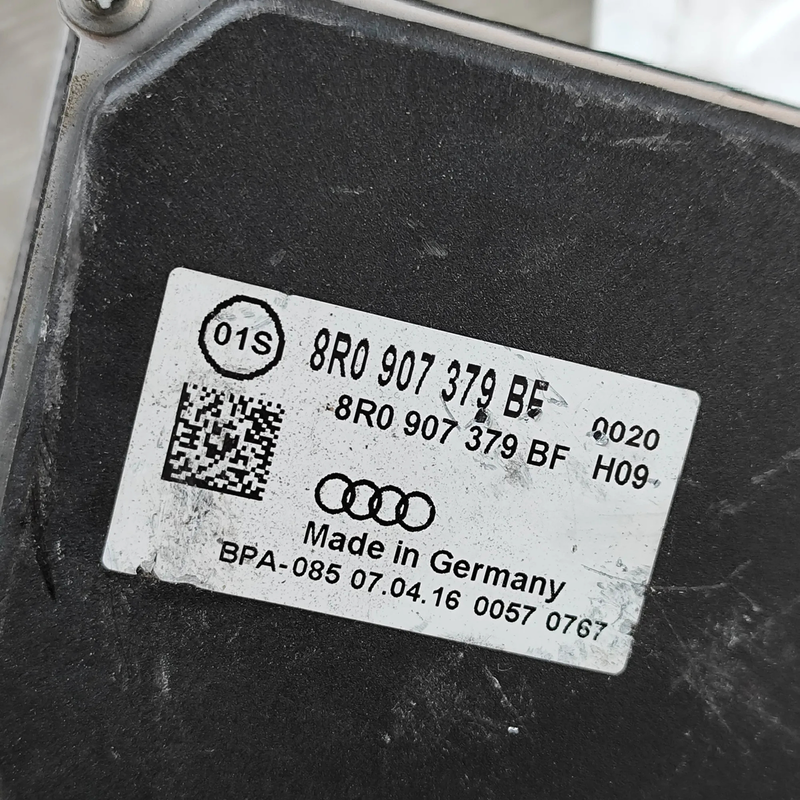 01S
8R0 907 379 BF
8R0 907 379 BF
0020
H09
Made in Germany
BPA-085 07.04.16 0057 0767